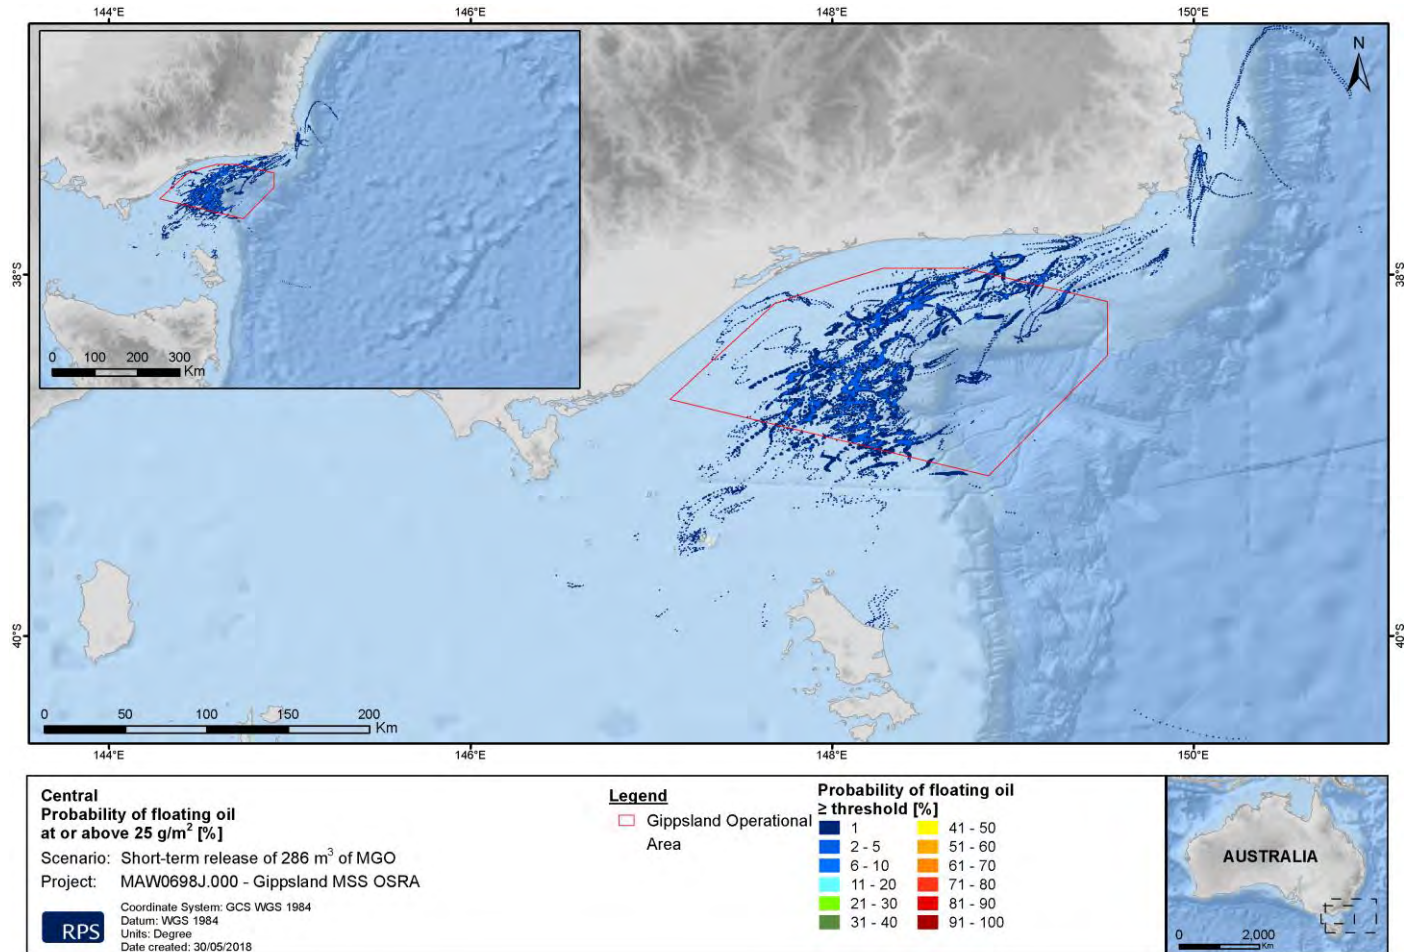 144°E 146°E 148°E 150°E
N
38°S 38°S
0 100 200 300
Km
40°S 40°S
0 50 100 150 200
Km
144°E 146°E 148°E 150°E
Central
Probability of floating oil
at or above 25 g/m² [%]
Scenario: Short-term release of 286 m³ of MGO
Project: MAW0698J.000 - Gippsland MSS OSRA
RPS
Coordinate System: GCS WGS 1984
Datum: WGS 1984
Units: Degree
Date created: 30/05/2018
Legend
Gippsland Operational
Area
Probability of floating oil
≥ threshold [%]
1 41 - 50
2 - 5 51 - 60
6 - 10 61 - 70
11 - 20 71 - 80
21 - 30 81 - 90
31 - 40 91 - 100
AUSTRALIA
0 2,000
Km